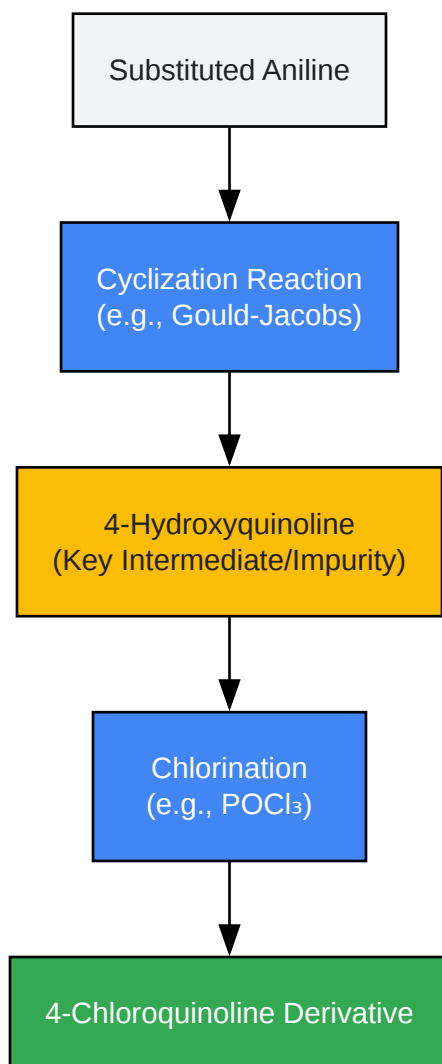 Substituted Aniline
Cyclization Reaction
(e.g., Gould-Jacobs)
4-Hydroxyquinoline
(Key Intermediate/Impurity)
Chlorination
(e.g., POCl₃)
4-Chloroquinoline Derivative